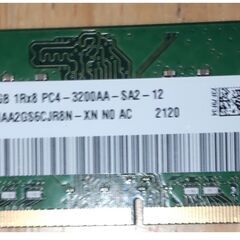 GB 1Rx8 PC4-3200AA-SA2-12
AA2GS6CJR8N-XN N0 AC 2120